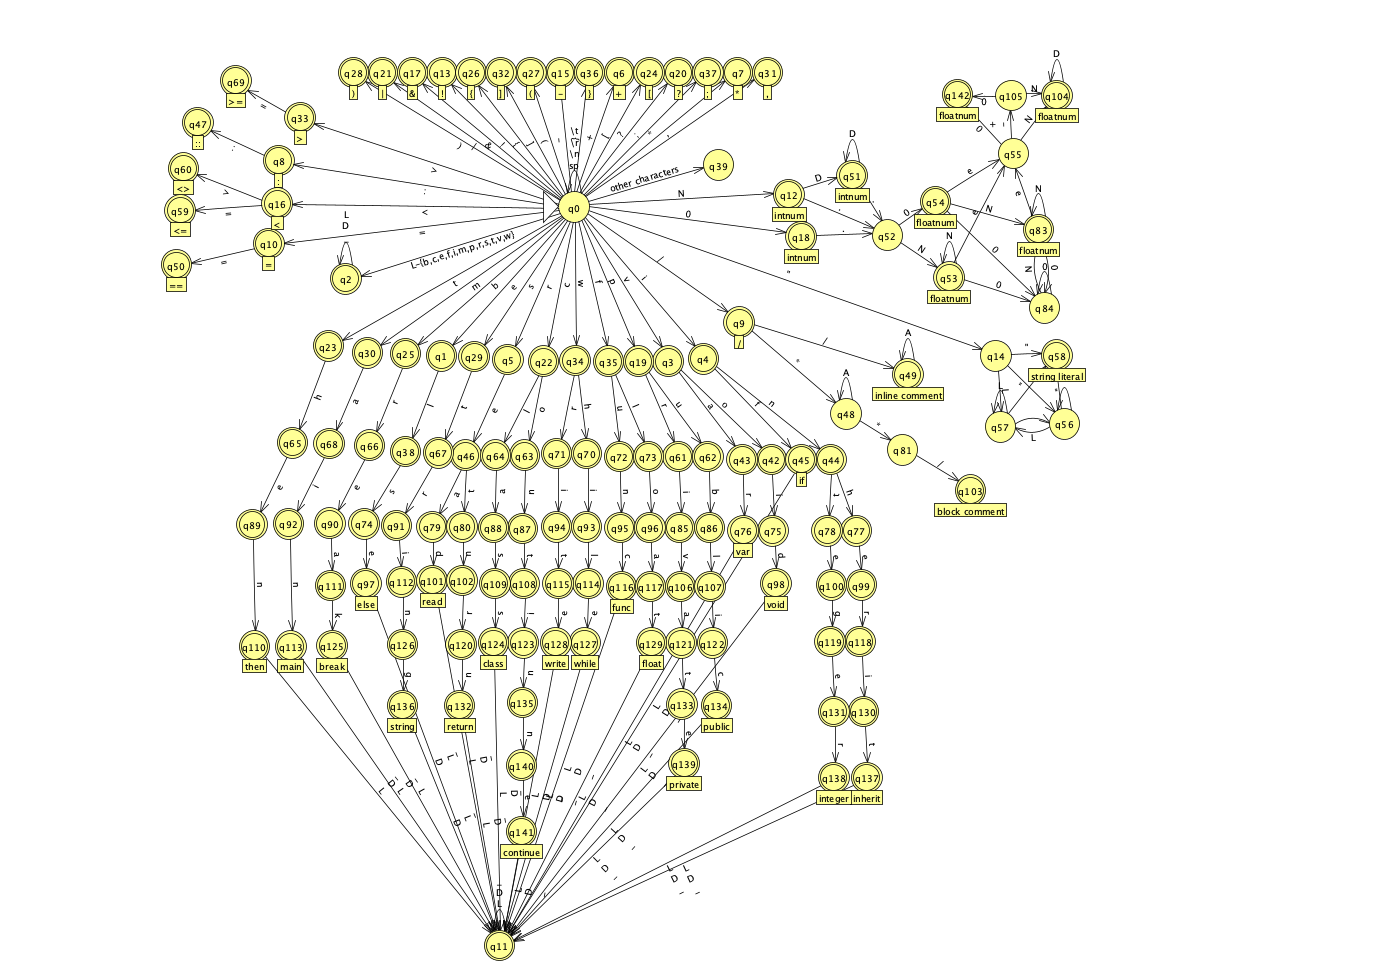 q69
>=
q47
::
q60
<>
q59
<=
q50
==
q33
>
q8
:
q16
<
q10
=
q28
)
q21
|
q17
&
q13
!
q26
{
q32
]
q27
(
q15
–
q36
}
q6
+
q24
[
q20
?
q37
;
q7
*
q31
,
\t
\r
\n
sp
other characters
q39
q0
N
0
L
D
L–{b,c,e,f,i,m,p,r,s,t,v,w}
q2
q12
intnum
q18
intnum
D
D
q51
intnum
q52
q54
floatnum
q53
floatnum
q55
q83
floatnum
q84
q142
floatnum
q105
q104
floatnum
D
N
0
+ –
e
q9
/
q48
A
q49
inline comment
A
q81
q103
block comment
q14
q58
string literal
q57
q56
L
t m b e s r c w f p v i
q23 q30 q25 q1 q29 q5 q22 q34 q35 q19 q3 q4
h a r l t e l o r h u l r u a o f n
q65 q68 q66 q38 q67 q46 q64 q63 q71 q70 q72 q73 q61 q62 q43 q42 q45 q44
if
e i e s r a t a n i i n o i b r i t h
q89 q92 q90 q74 q91 q79 q80 q88 q87 q94 q93 q95 q96 q85 q86 q76 q75 q78 q77
var
n n a e i d u s t t l c a v l d e e
q111 q97 q112 q101 q102 q109 q108 q115 q114 q116 q117 q106 q107 q98 q100 q99
else
read
func
void
k n r s i e e t a i g r
q110 q113 q125 q126 q120 q124 q123 q128 q127 q129 q121 q122 q119 q118
then
main
break
class
write
while
float
g u u t c e i
q136 q132 q135 q133 q134 q131 q130
string
return
public
n e r t
q140 q139 q138 q137
private
integer
inherit
e
q141
continue
L
D
q11